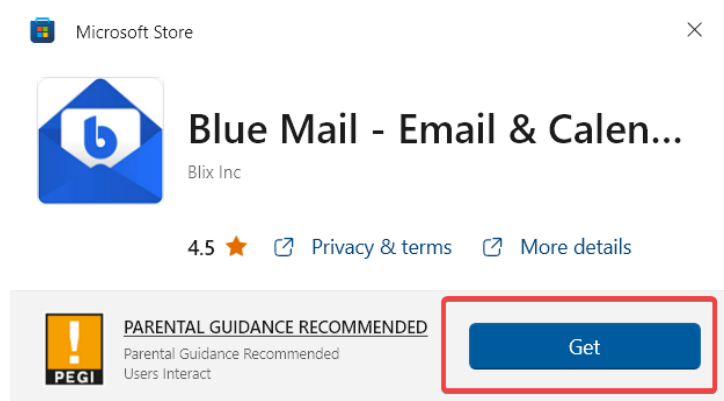 Microsoft Store
b
Blue Mail - Email & Calen...
Blix Inc
4.5 Privacy & terms More details
PARENTAL GUIDANCE RECOMMENDED
Parental Guidance Recommended
Users Interact
! PEGI
Get